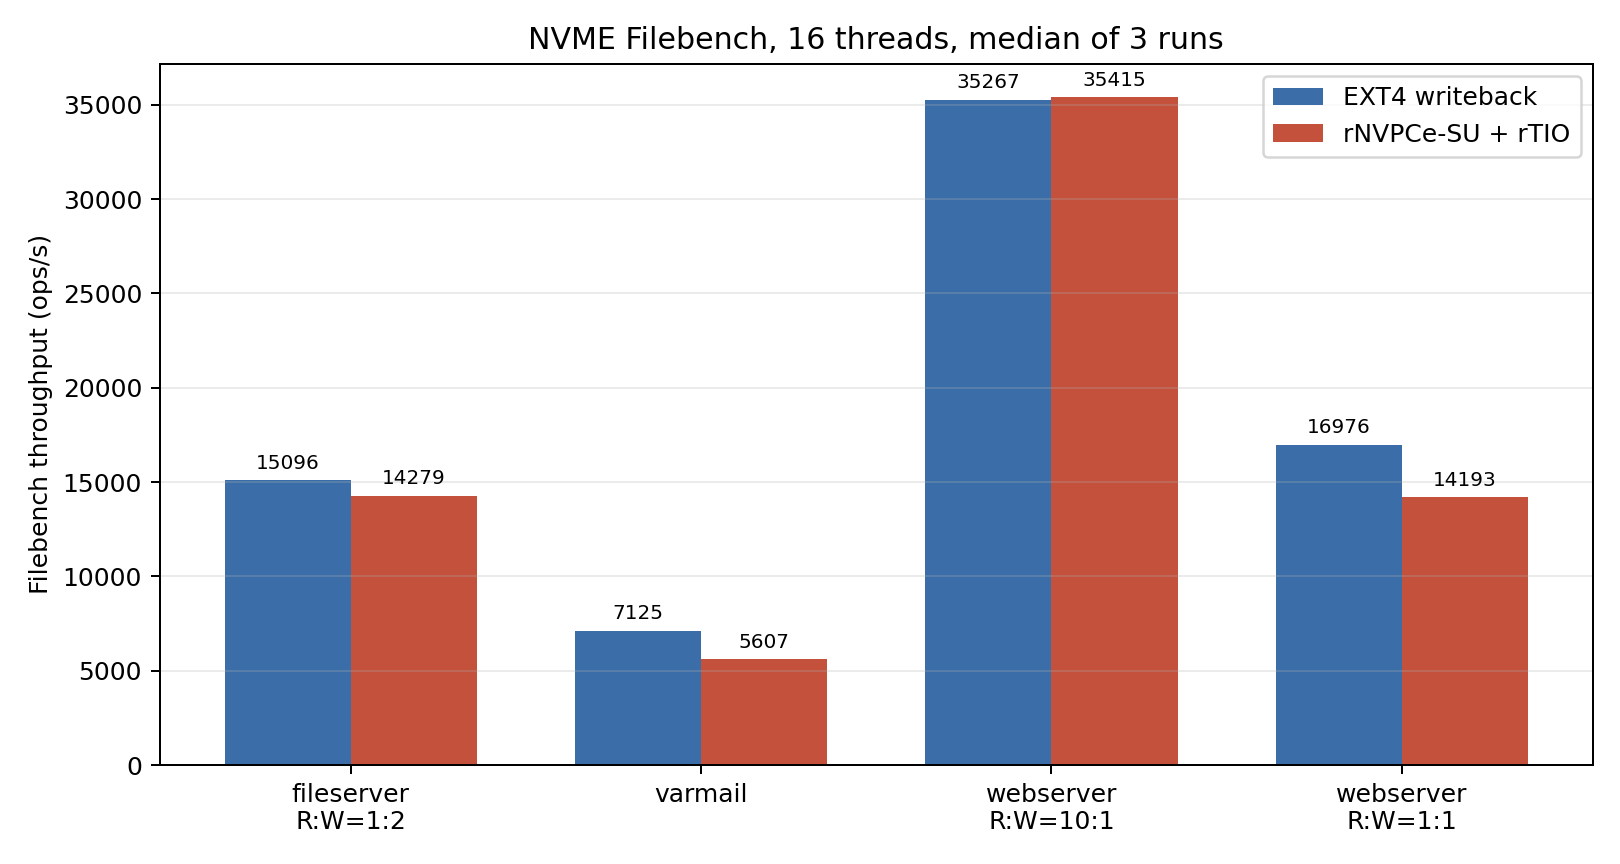 NVME Filebench, 16 threads, median of 3 runs
EXT4 writeback
rNVPCe-SU + rTIO
Filebench throughput (ops/s)
35000
30000
25000
20000
15000
10000
5000
0
15096
14279
7125
5607
35267
35415
16976
14193
fileserver
R:W=1:2
varmail
webserver
R:W=10:1
webserver
R:W=1:1